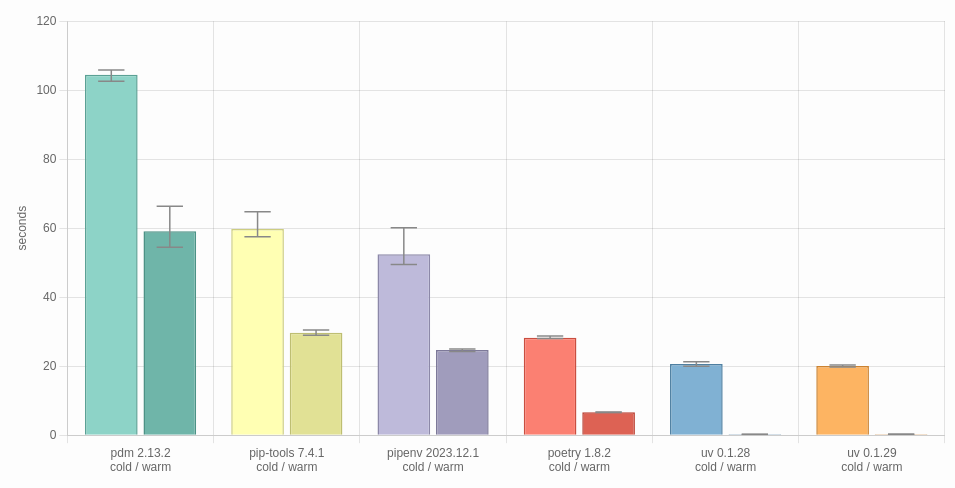 120
100
80
60
40
20
0
seconds
pdm 2.13.2
cold / warm
pip-tools 7.4.1
cold / warm
pipenv 2023.12.1
cold / warm
poetry 1.8.2
cold / warm
uv 0.1.28
cold / warm
uv 0.1.29
cold / warm